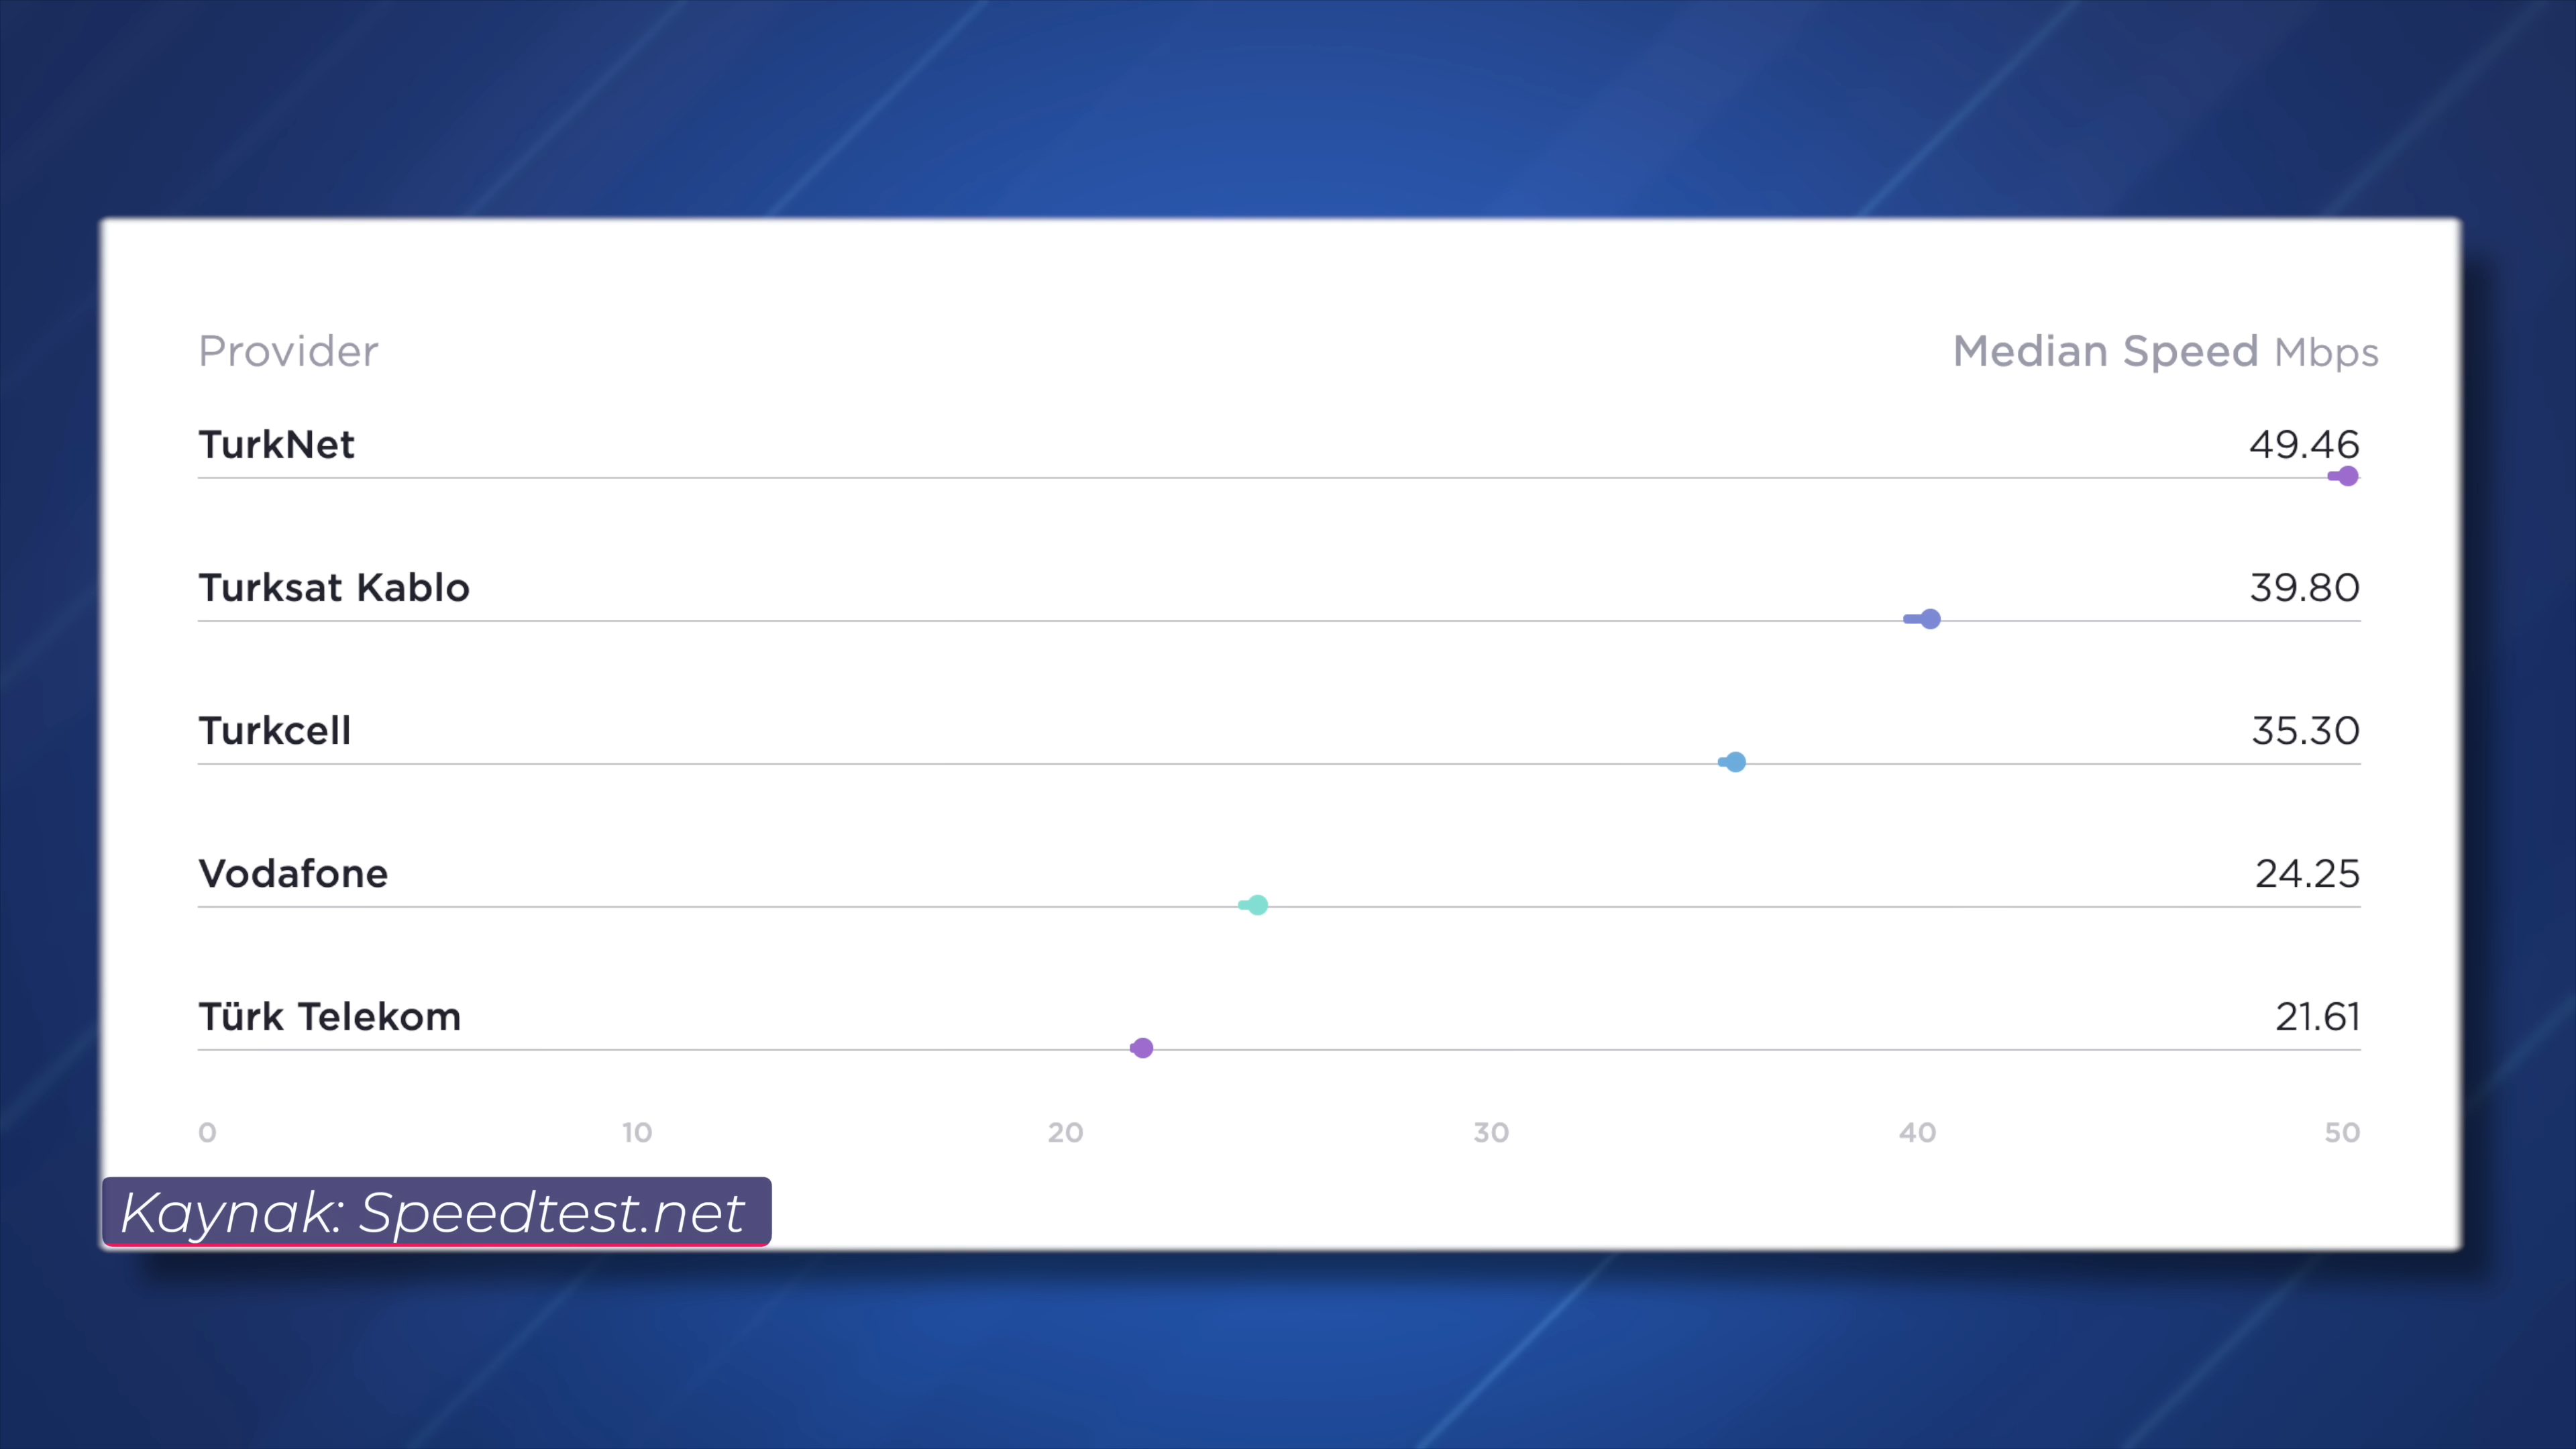 Provider Median Speed Mbps
TurkNet 49.46
Turksat Kablo 39.80
Turkcell 35.30
Vodafone 24.25
Türk Telekom 21.61
0 10 20 30 40 50
Kaynak: Speedtest.net